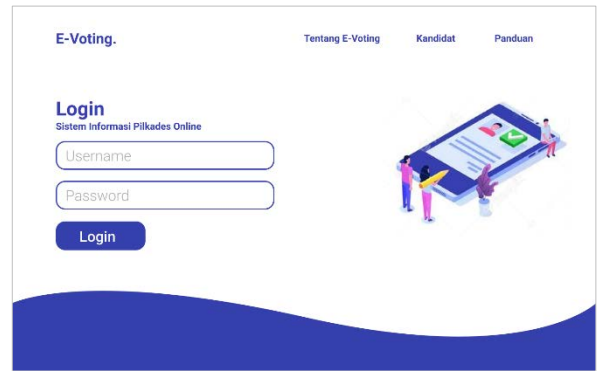 E-Voting.
Tentang E-Voting Kandidat Panduan
Login
Sistem Informasi Pilkades Online
Username
Password
Login